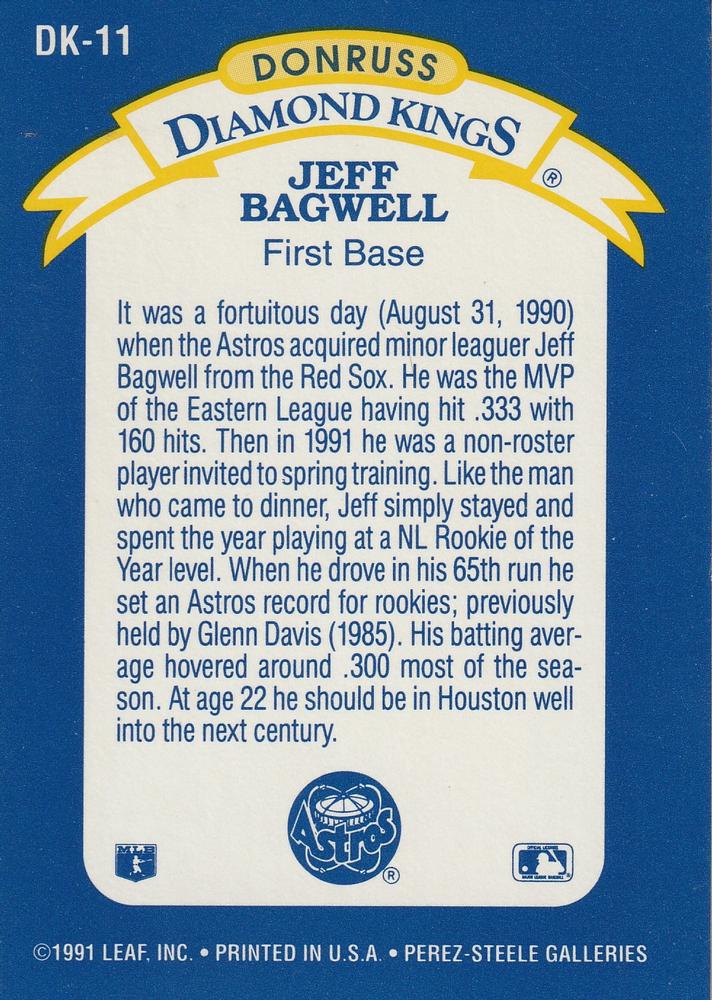 DK-11
DONRUSS
DIAMOND KINGS
®
JEFF
BAGWELL
First Base
It was a fortuitous day (August 31, 1990)
when the Astros acquired minor leaguer Jeff
Bagwell from the Red Sox. He was the MVP
of the Eastern League having hit .333 with
160 hits. Then in 1991 he was a non-roster
player invited to spring training. Like the man
who came to dinner, Jeff simply stayed and
spent the year playing at a NL Rookie of the
Year level. When he drove in his 65th run he
set an Astros record for rookies; previously
held by Glenn Davis (1985). His batting aver-
age hovered around .300 most of the sea-
son. At age 22 he should be in Houston well
into the next century.
Astros
®
MLB
OFFICIAL LICENSEE
MAJOR LEAGUE BASEBALL
©1991 LEAF, INC. • PRINTED IN U.S.A. • PEREZ-STEELE GALLERIES